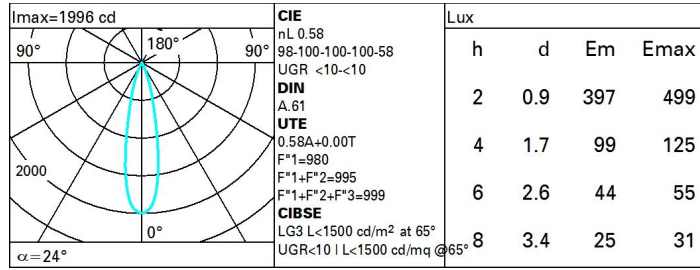 Imax=1996 cd
90°
180°
90°
2000
0°
α=24°
CIE
nL 0.58
98-100-100-100-58
UGR <10-<10
DIN
A.61
UTE
0.58A+0.00T
F"1=980
F"1+F"2=995
F"1+F"2+F"3=999
CIBSE
LG3 L<1500 cd/m² at 65°
UGR<10 | L<1500 cd/mq @65°
Lux
h d Em Emax
2 0.9 397 499
4 1.7 99 125
6 2.6 44 55
8 3.4 25 31